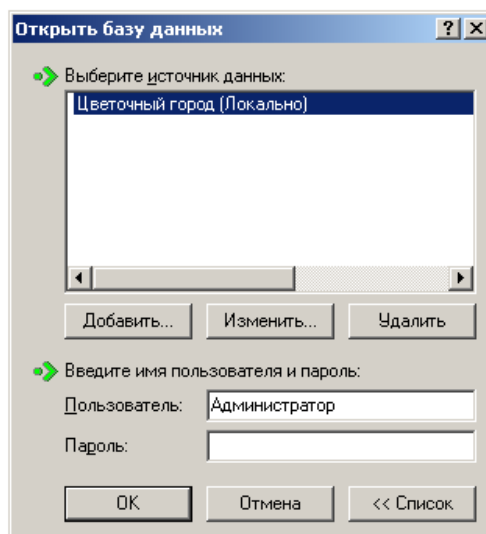 Открыть базу данных
Выберите источник данных:
Цветочный город (Локально)
Добавить... Изменить... Удалить
Введите имя пользователя и пароль:
Пользователь: Администратор
Пароль:
OK Отмена << Список